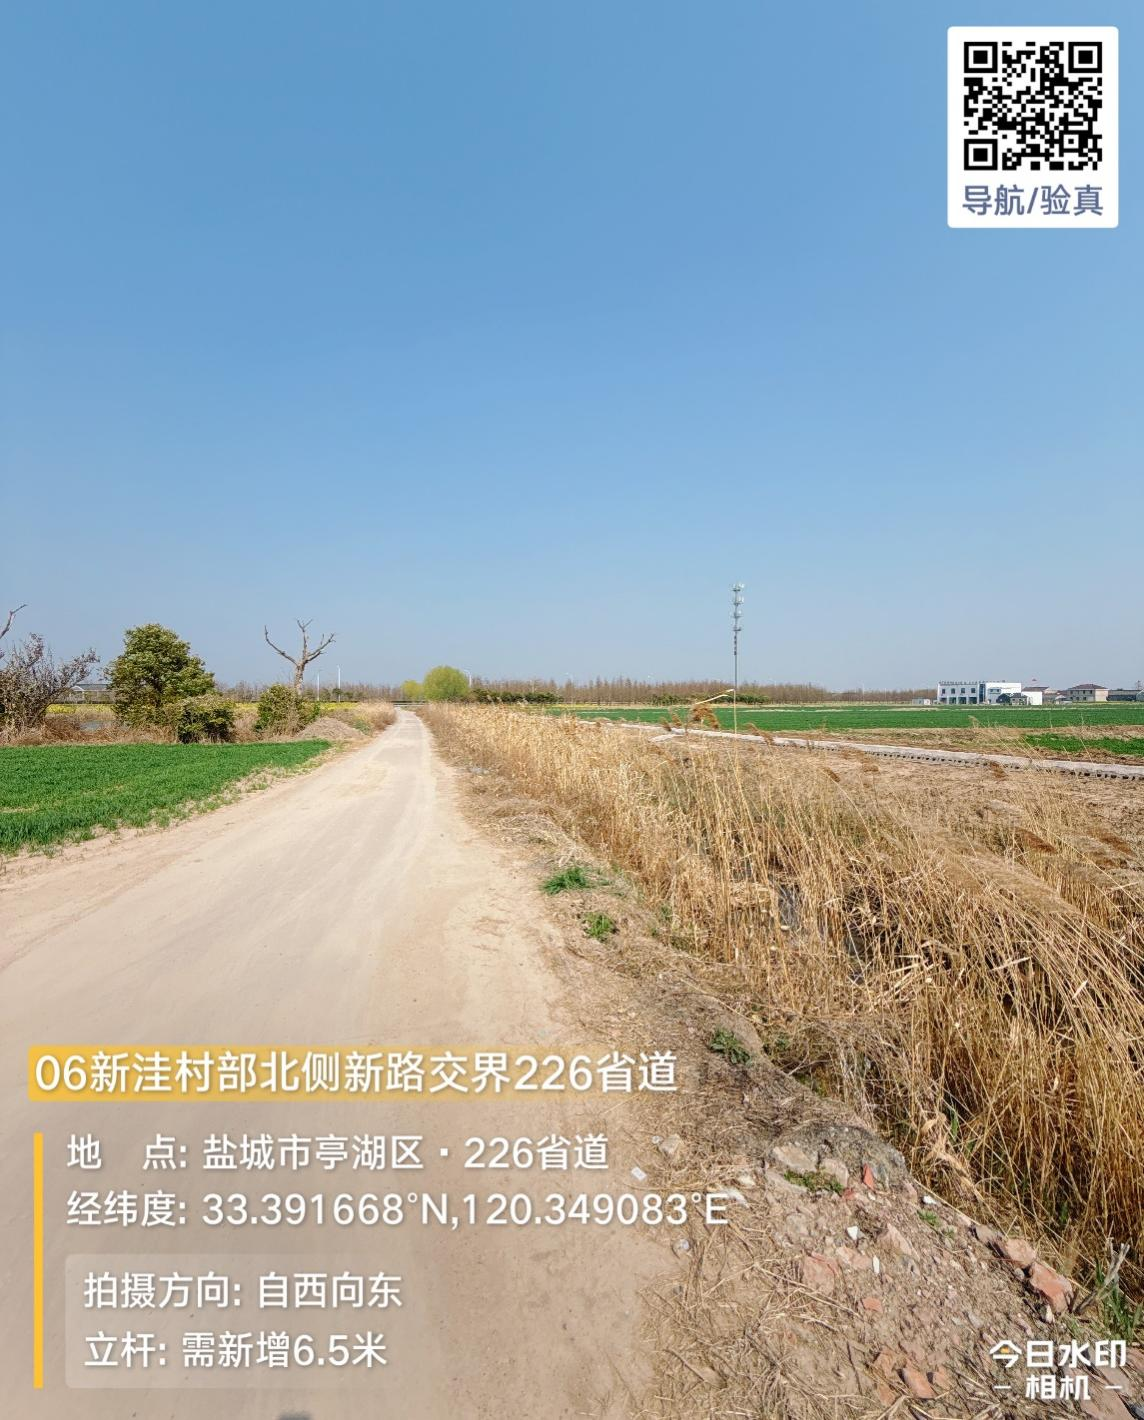 导航/验真
06新洼村部北侧新路交界226省道
地 点: 盐城市亭湖区·226省道
经纬度: 33.391668°N,120.349083°E
拍摄方向: 自西向东
立杆: 需新增6.5米
今日水印
相机